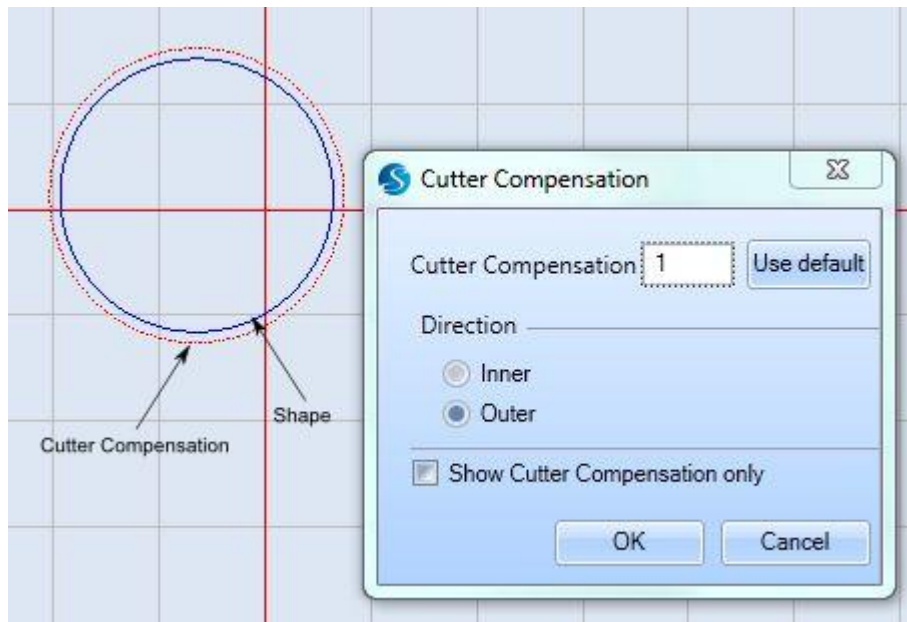 Cutter Compensation
Cutter Compensation 1 Use default
Direction
Inner
Outer
Show Cutter Compensation only
OK Cancel
Shape
Cutter Compensation